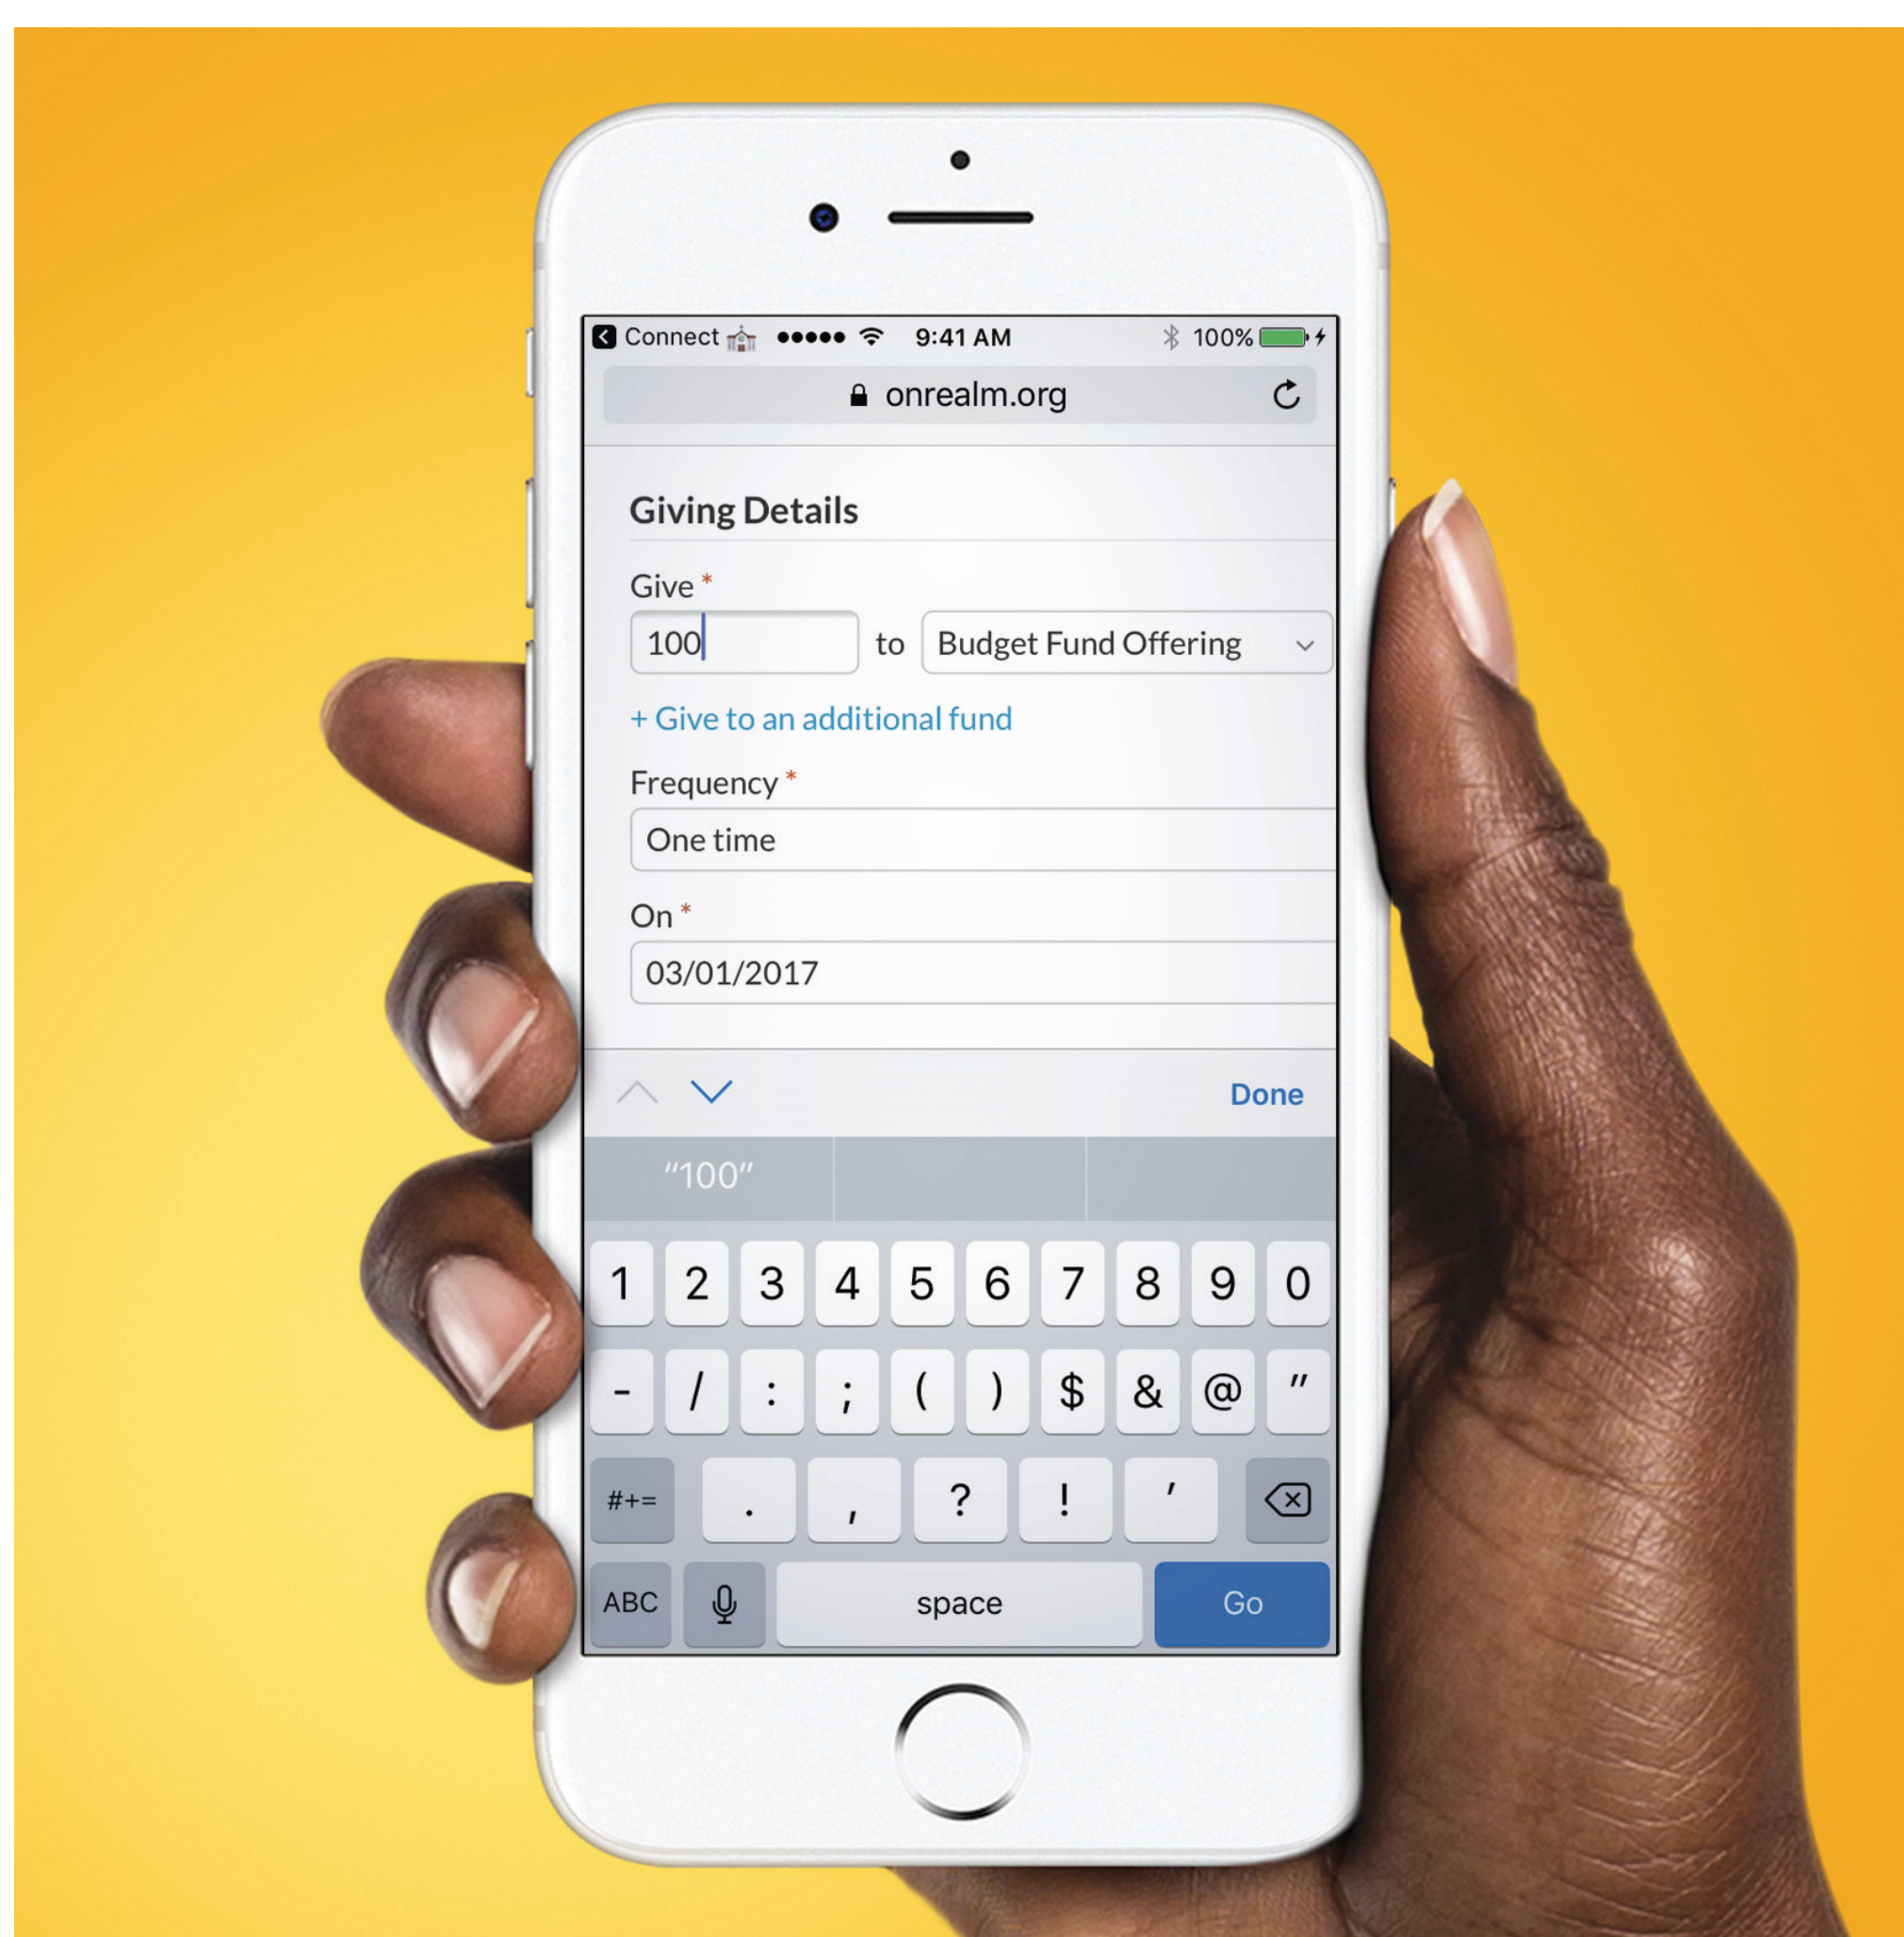 Connect 9:41 AM 100%
onrealm.org
Giving Details
Give *
100 to Budget Fund Offering
+ Give to an additional fund
Frequency *
One time
On *
03/01/2017
Done
“100”
1 2 3 4 5 6 7 8 9 0
- / : ; ( ) $ & @ "
#+= . , ? ! '
ABC space Go